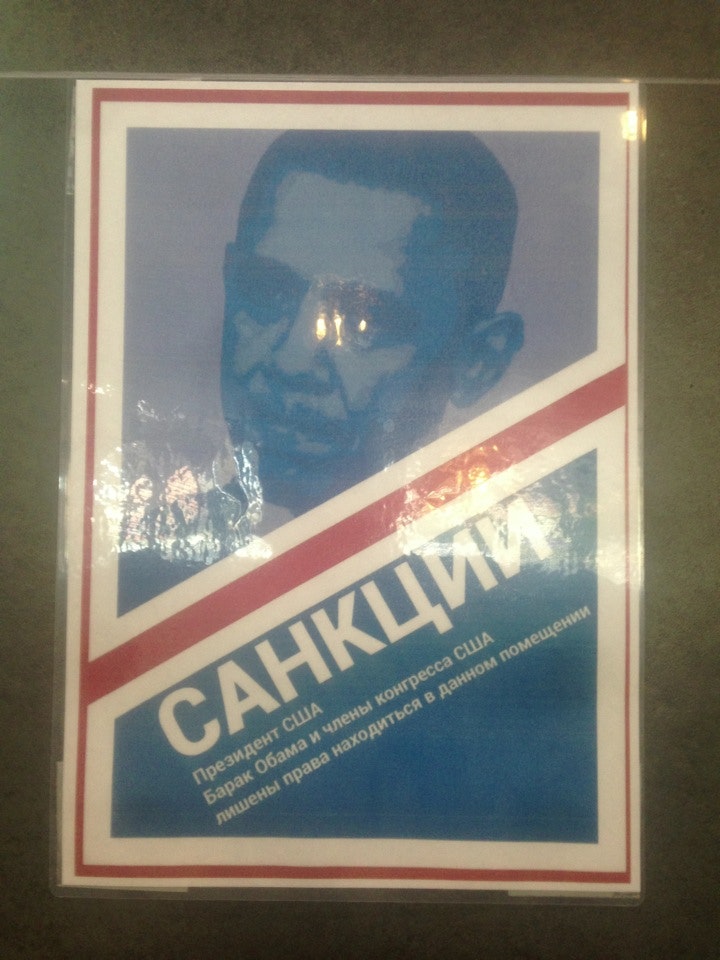 САНКЦИИ
Президент США
Барак Обама и члены конгресса США
лишены права находиться в данном помещении